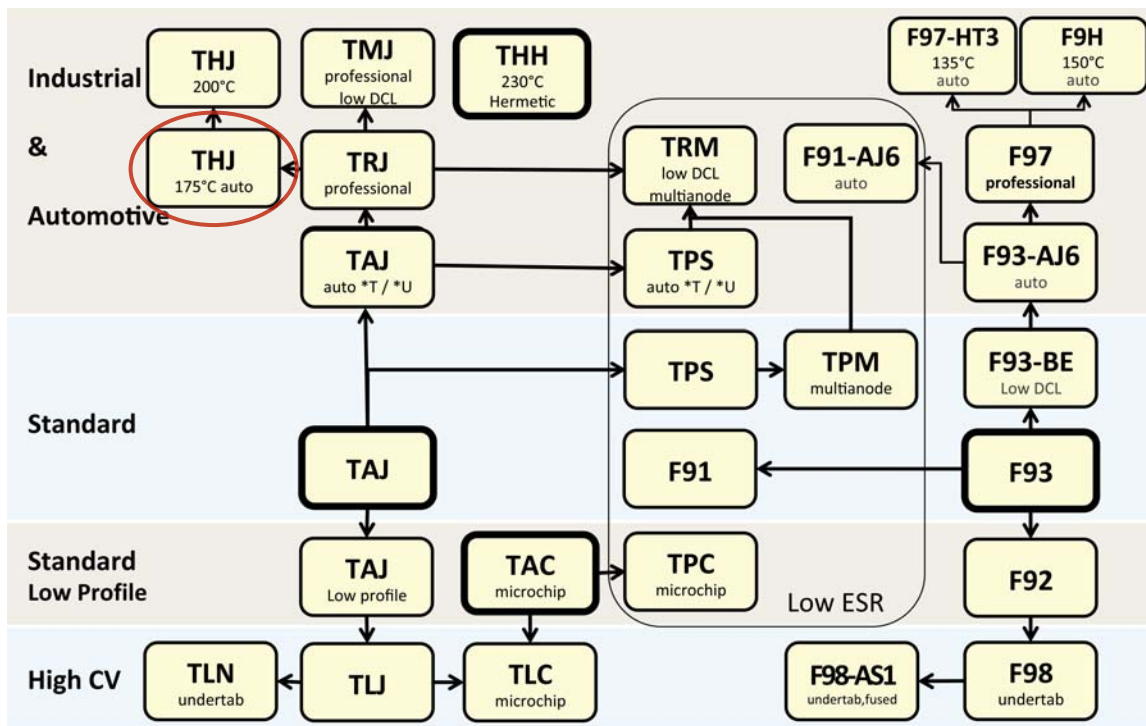 Industrial
&
Automotive
THJ
200°C
TMJ
professional
low DCL
THH
230°C
Hermetic
F97-HT3
135°C
auto
F9H
150°C
auto
THJ
175°C auto
TRJ
professional
TRM
low DCL
multianode
F91-AJ6
auto
F97
professional
TAJ
auto *T / *U
TPS
auto *T / *U
F93-AJ6
auto
Standard
TPS
TPM
multianode
F93-BE
Low DCL
TAJ
F91
F93
Standard
Low Profile
TAJ
Low profile
TAC
microchip
TPC
microchip
Low ESR
F92
High CV
TLN
undertab
TLJ
TLC
microchip
F98-AS1
undertab,fused
F98
undertab